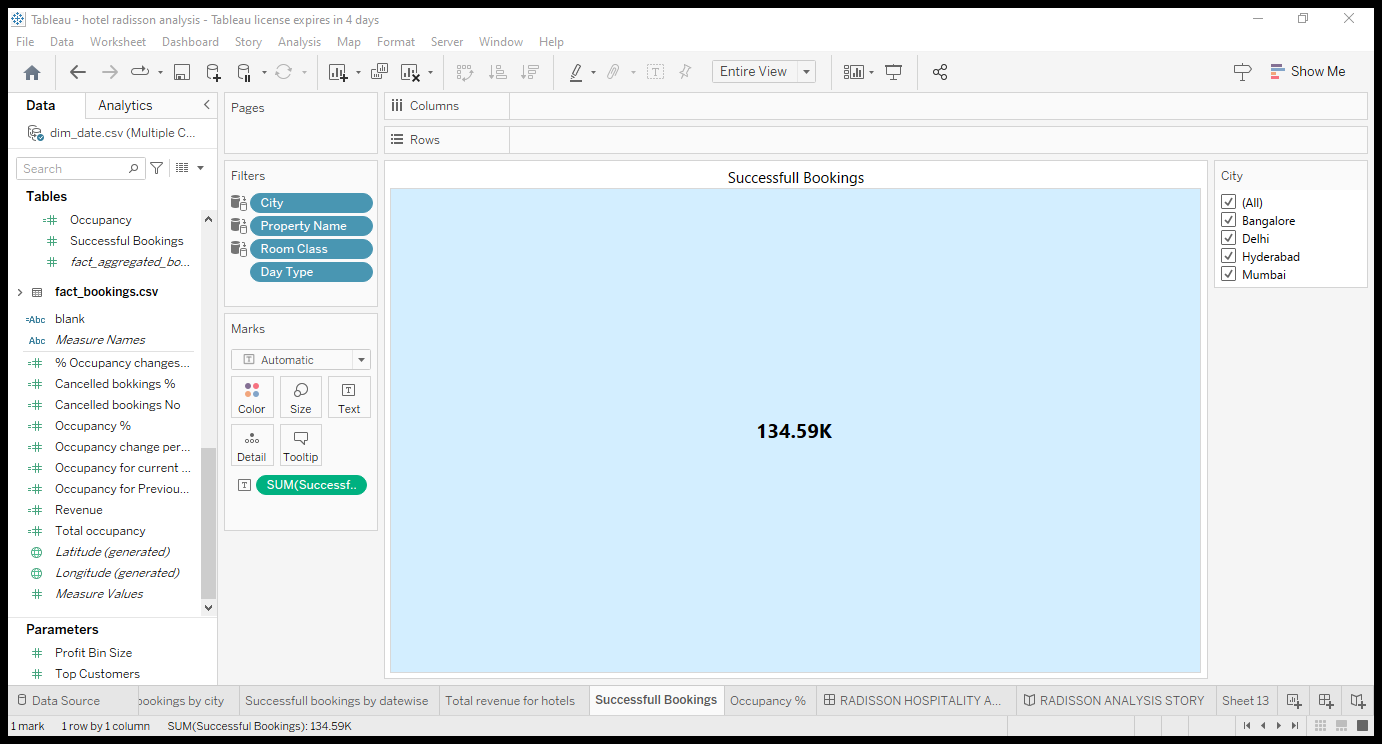 Tableau - hotel radisson analysis - Tableau license expires in 4 days
File Data Worksheet Dashboard Story Analysis Map Format Server Window Help
Entire View
Show Me
Data Analytics
dim_date.csv (Multiple C...
Search
Tables
Occupancy
Successful Bookings
fact_aggregated_bo...
fact_bookings.csv
Abc blank
Abc Measure Names
% Occupancy changes...
Cancelled bokkings %
Cancelled bookings No
Occupancy %
Occupancy change per...
Occupancy for current ...
Occupancy for Previou...
Revenue
Total occupancy
Latitude (generated)
Longitude (generated)
Measure Values
Parameters
Profit Bin Size
Top Customers
Pages
Filters
City
Property Name
Room Class
Day Type
Marks
Automatic
Color Size Text
Detail Tooltip
SUM(Successf..
Columns
Rows
Successfull Bookings
134.59K
City
(All)
Bangalore
Delhi
Hyderabad
Mumbai
Data Source bookings by city Successfull bookings by datewise Total revenue for hotels Successfull Bookings Occupancy % RADISSON HOSPITALITY A... RADISSON ANALYSIS STORY Sheet 13
1 mark 1 row by 1 column SUM(Successful Bookings): 134.59K